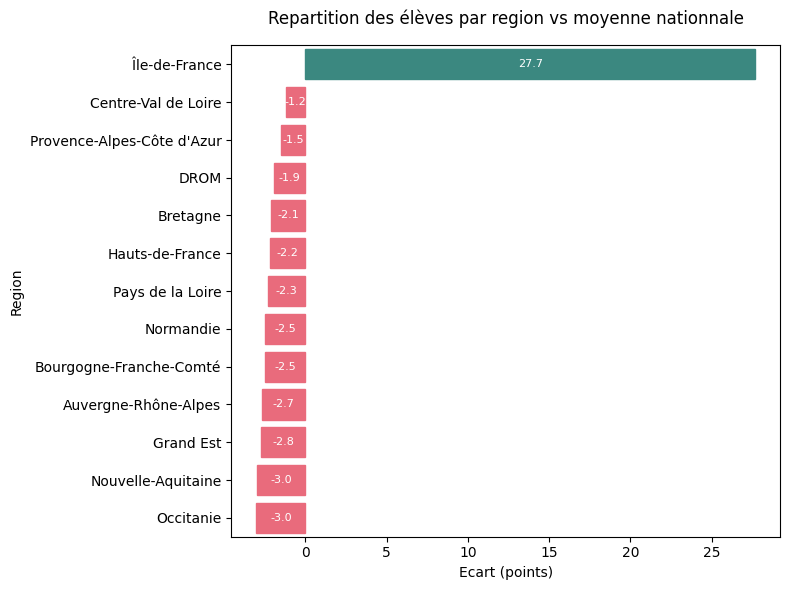 Repartition des élèves par region vs moyenne nationnale
Île-de-France
27.7
Centre-Val de Loire
-1.2
Provence-Alpes-Côte d'Azur
-1.5
DROM
-1.9
Bretagne
-2.1
Hauts-de-France
-2.2
Pays de la Loire
-2.3
Normandie
-2.5
Bourgogne-Franche-Comté
-2.5
Auvergne-Rhône-Alpes
-2.7
Grand Est
-2.8
Nouvelle-Aquitaine
-3.0
Occitanie
-3.0
Region
0 5 10 15 20 25
Ecart (points)